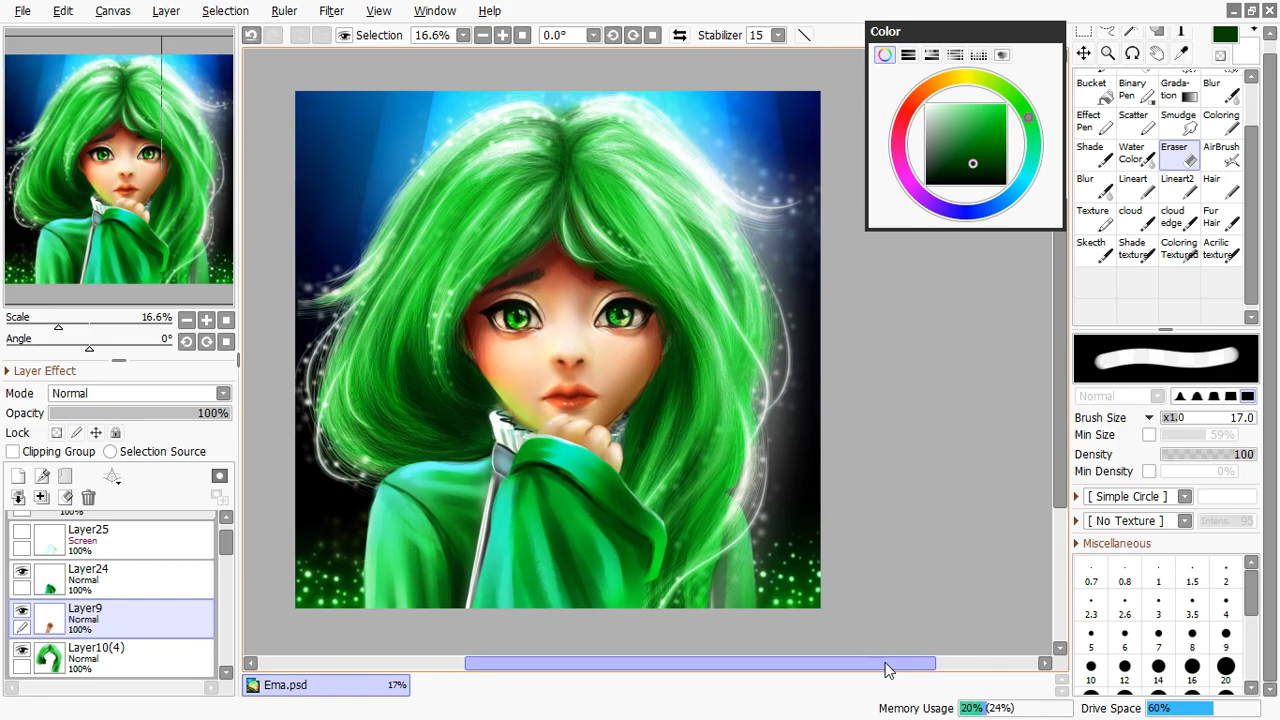 File Edit Canvas Layer Selection Ruler Filter View Window Help
Selection 16.6% 0.0° Stabilizer 15
Color
Scale 16.6%
Angle 0°
Layer Effect
Mode Normal
Opacity 100%
Lock
Clipping Group Selection Source
100%
Layer25
Screen
100%
Layer24
Normal
100%
Layer9
Normal
100%
Layer10(4)
Normal
100%
Ema.psd 17%
Bucket Binary Pen Gradation Blur
Effect Pen Scatter Smudge Coloring
Shade Water Color Eraser AirBrush
Blur Lineart Lineart2 Hair
Texture cloud cloud edge Fur Hair
Skecth Shade texture Coloring Textured Acrilic texture
Normal
Brush Size x1.0 17.0
Min Size 59%
Density 100
Min Density 0%
[ Simple Circle ]
[ No Texture ] Intens. 95
Miscellaneous
0.7 0.8 1 1.5 2
2.3 2.6 3 3.5 4
5 6 7 8 9
10 12 14 16 20
Memory Usage 20% (24%) Drive Space 60%